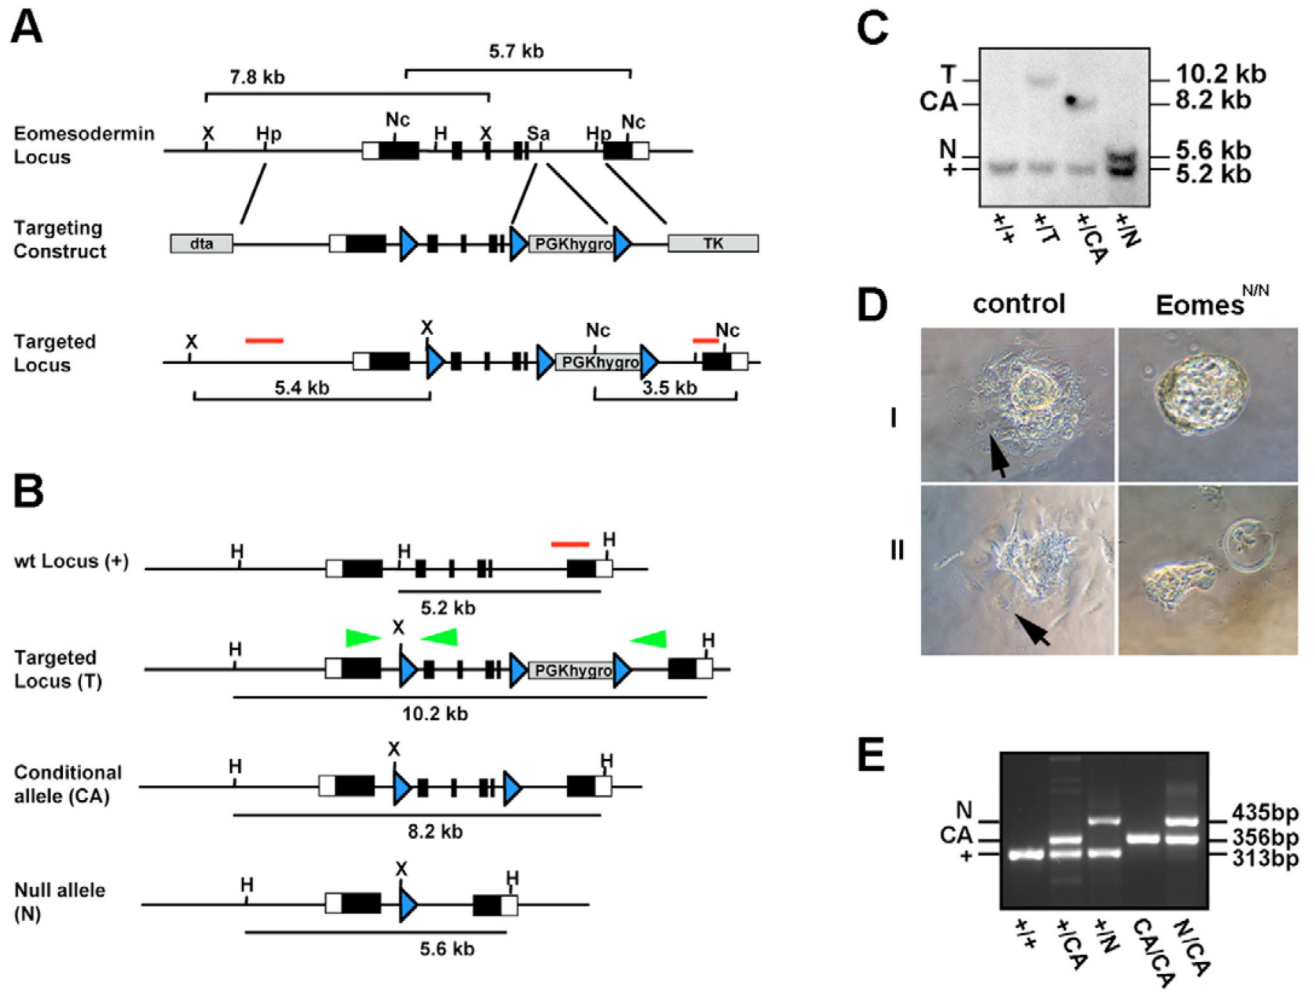 A
5.7 kb
7.8 kb
Eomesodermin
Locus
X Hp Nc H X Sa Hp Nc
Targeting
Construct
dta PGKhygro TK
Targeted
Locus
X X Nc Nc
PGKhygro
5.4 kb 3.5 kb
B
wt Locus (+)
H H H
5.2 kb
Targeted
Locus (T)
H X H
PGKhygro
10.2 kb
Conditional
allele (CA)
H X H
8.2 kb
Null allele
(N)
H X H
5.6 kb
C
T 10.2 kb
CA 8.2 kb
N 5.6 kb
+ 5.2 kb
+/+ +/T +/CA +/N
D
control Eomes N/N
I
II
E
N 435bp
CA 356bp
+ 313bp
+/+ +/CA +/N CA/CA N/CA